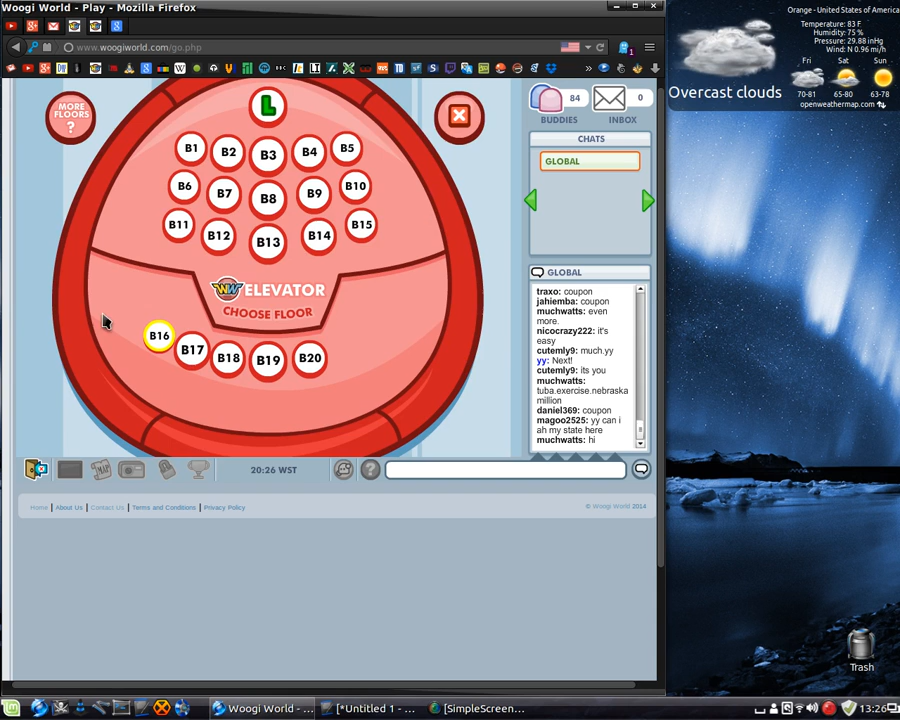 Woogi World - Play - Mozilla Firefox
www.woogiworld.com/go.php
1
Orange - United States of America
Temperature: 83 F
Humidity: 75 %
Pressure: 29.88 inHg
Wind: N 0.96 mi/h
Fri Sat Sun
Overcast clouds
70-81 65-80 63-78
openweathermap.com
MORE
FLOORS
?
L
B1 B2 B3 B4 B5
B6 B7 B8 B9 B10
B11 B12 B13 B14 B15
WW ELEVATOR
CHOOSE FLOOR
B16 B17 B18 B19 B20
84 0
BUDDIES INBOX
CHATS
GLOBAL
GLOBAL
traxo: coupon
jahiemba: coupon
muchwatts: even
more.
nicocrazy222: it's
easy
cutemly9: much.yy
yy: Next!
cutemly9: its you
muchwatts:
tuba.exercise.nebraska
million
daniel369: coupon
magoo2525: yy can i
ah my state here
muchwatts: hi
MAP
20:26 WST
?
Home | About Us | Contact Us | Terms and Conditions | Privacy Policy
© Woogi World 2014
Trash
Woogi World - ...
[*Untitled 1 - ...
[SimpleScreen...
13:26